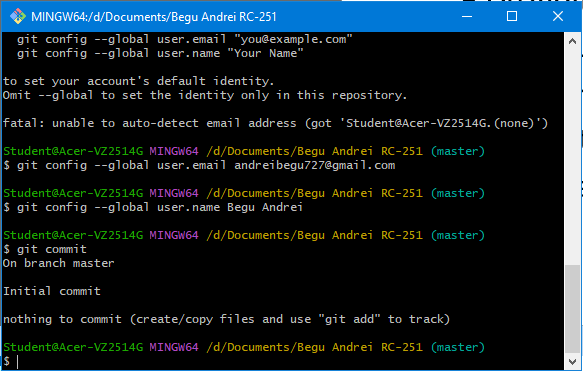 MINGW64:/d/Documents/Begu Andrei RC-251
git config --global user.email "you@example.com"
git config --global user.name "Your Name"
to set your account's default identity.
Omit --global to set the identity only in this repository.
fatal: unable to auto-detect email address (got 'Student@Acer-VZ2514G.(none)')
Student@Acer-VZ2514G MINGW64 /d/Documents/Begu Andrei RC-251 (master)
$ git config --global user.email andreibegu727@gmail.com
Student@Acer-VZ2514G MINGW64 /d/Documents/Begu Andrei RC-251 (master)
$ git config --global user.name Begu Andrei
Student@Acer-VZ2514G MINGW64 /d/Documents/Begu Andrei RC-251 (master)
$ git commit
On branch master
Initial commit
nothing to commit (create/copy files and use "git add" to track)
Student@Acer-VZ2514G MINGW64 /d/Documents/Begu Andrei RC-251 (master)
$